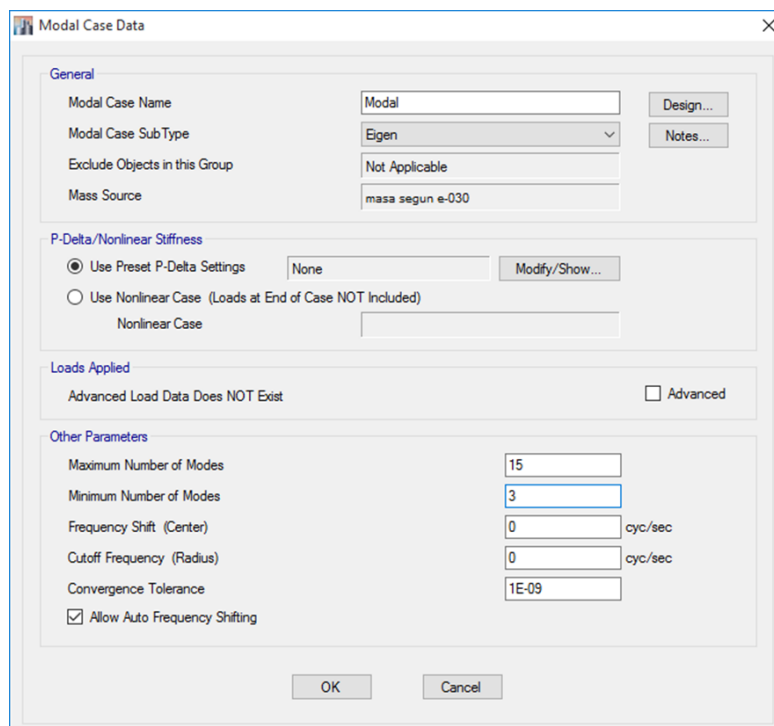 Modal Case Data
General
Modal Case Name Modal Design...
Modal Case SubType Eigen Notes...
Exclude Objects in this Group Not Applicable
Mass Source masa segun e-030
P-Delta/Nonlinear Stiffness
Use Preset P-Delta Settings None Modify/Show...
Use Nonlinear Case (Loads at End of Case NOT Included)
Nonlinear Case
Loads Applied
Advanced Load Data Does NOT Exist Advanced
Other Parameters
Maximum Number of Modes 15
Minimum Number of Modes 3
Frequency Shift (Center) 0 cyc/sec
Cutoff Frequency (Radius) 0 cyc/sec
Convergence Tolerance 1E-09
Allow Auto Frequency Shifting
OK Cancel